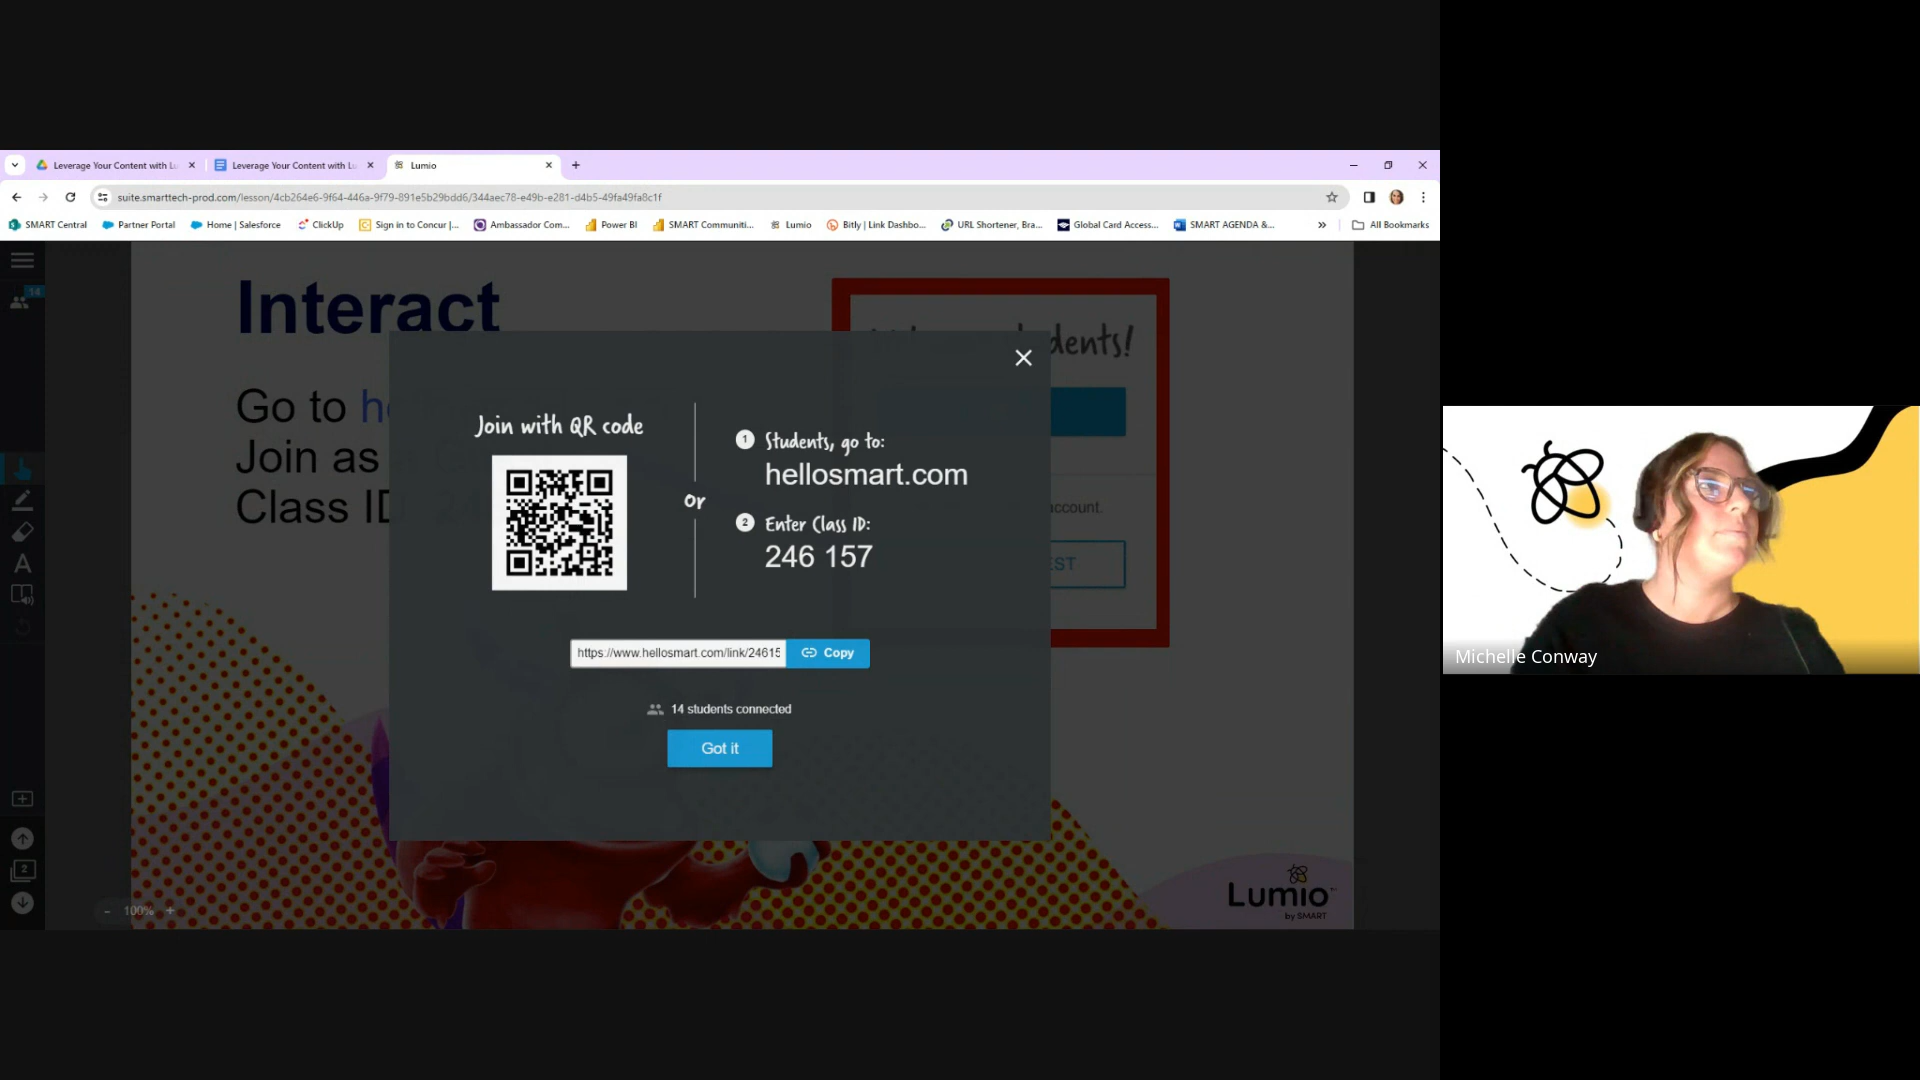 Leverage Your Content with Lu
Leverage Your Content with Lu
Lumio
suite.smarttech-prod.com/lesson/4cb264e6-9f64-446a-9f79-891e5b29bdd6/344aec78-e49b-e281-d4b5-49fa49fa8c1f
SMART Central
Partner Portal
Home | Salesforce
ClickUp
Sign in to Concur |...
Ambassador Com...
Power BI
SMART Communiti...
Lumio
Bitly | Link Dashbo...
URL Shortener, Bra...
Global Card Access...
SMART AGENDA &...
All Bookmarks
14
Interact
Go to
Join as
Class ID
dents!
account.
Join with QR code
or
1 Students, go to:
hellosmart.com
2 Enter Class ID:
246 157
https://www.hellosmart.com/link/24615
Copy
14 students connected
Got it
2
- 100% +
Lumio
by SMART
Michelle Conway